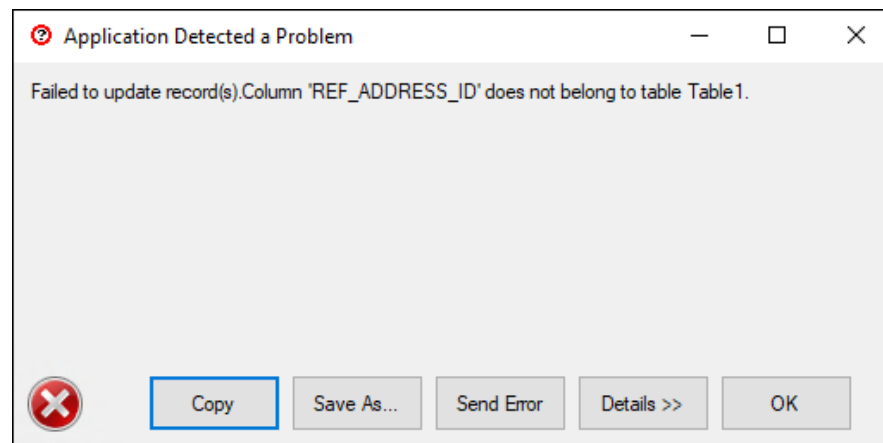 Application Detected a Problem
Failed to update record(s).Column 'REF_ADDRESS_ID' does not belong to table Table1.
Copy
Save As...
Send Error
Details >>
OK